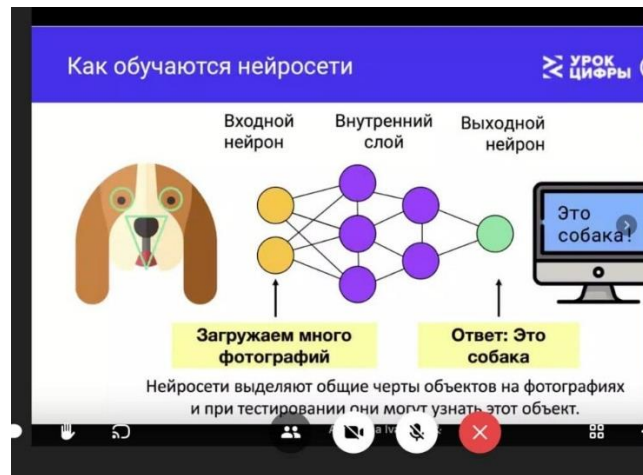 Как обучаются нейросети
УРОК
ЦИФРЫ
Входной
нейрон
Внутренний
слой
Выходной
нейрон
Это
собака!
Загружаем много
фотографий
Ответ: Это
собака
Нейросети выделяют общие черты объектов на фотографиях
и при тестировании они могут узнать этот объект.